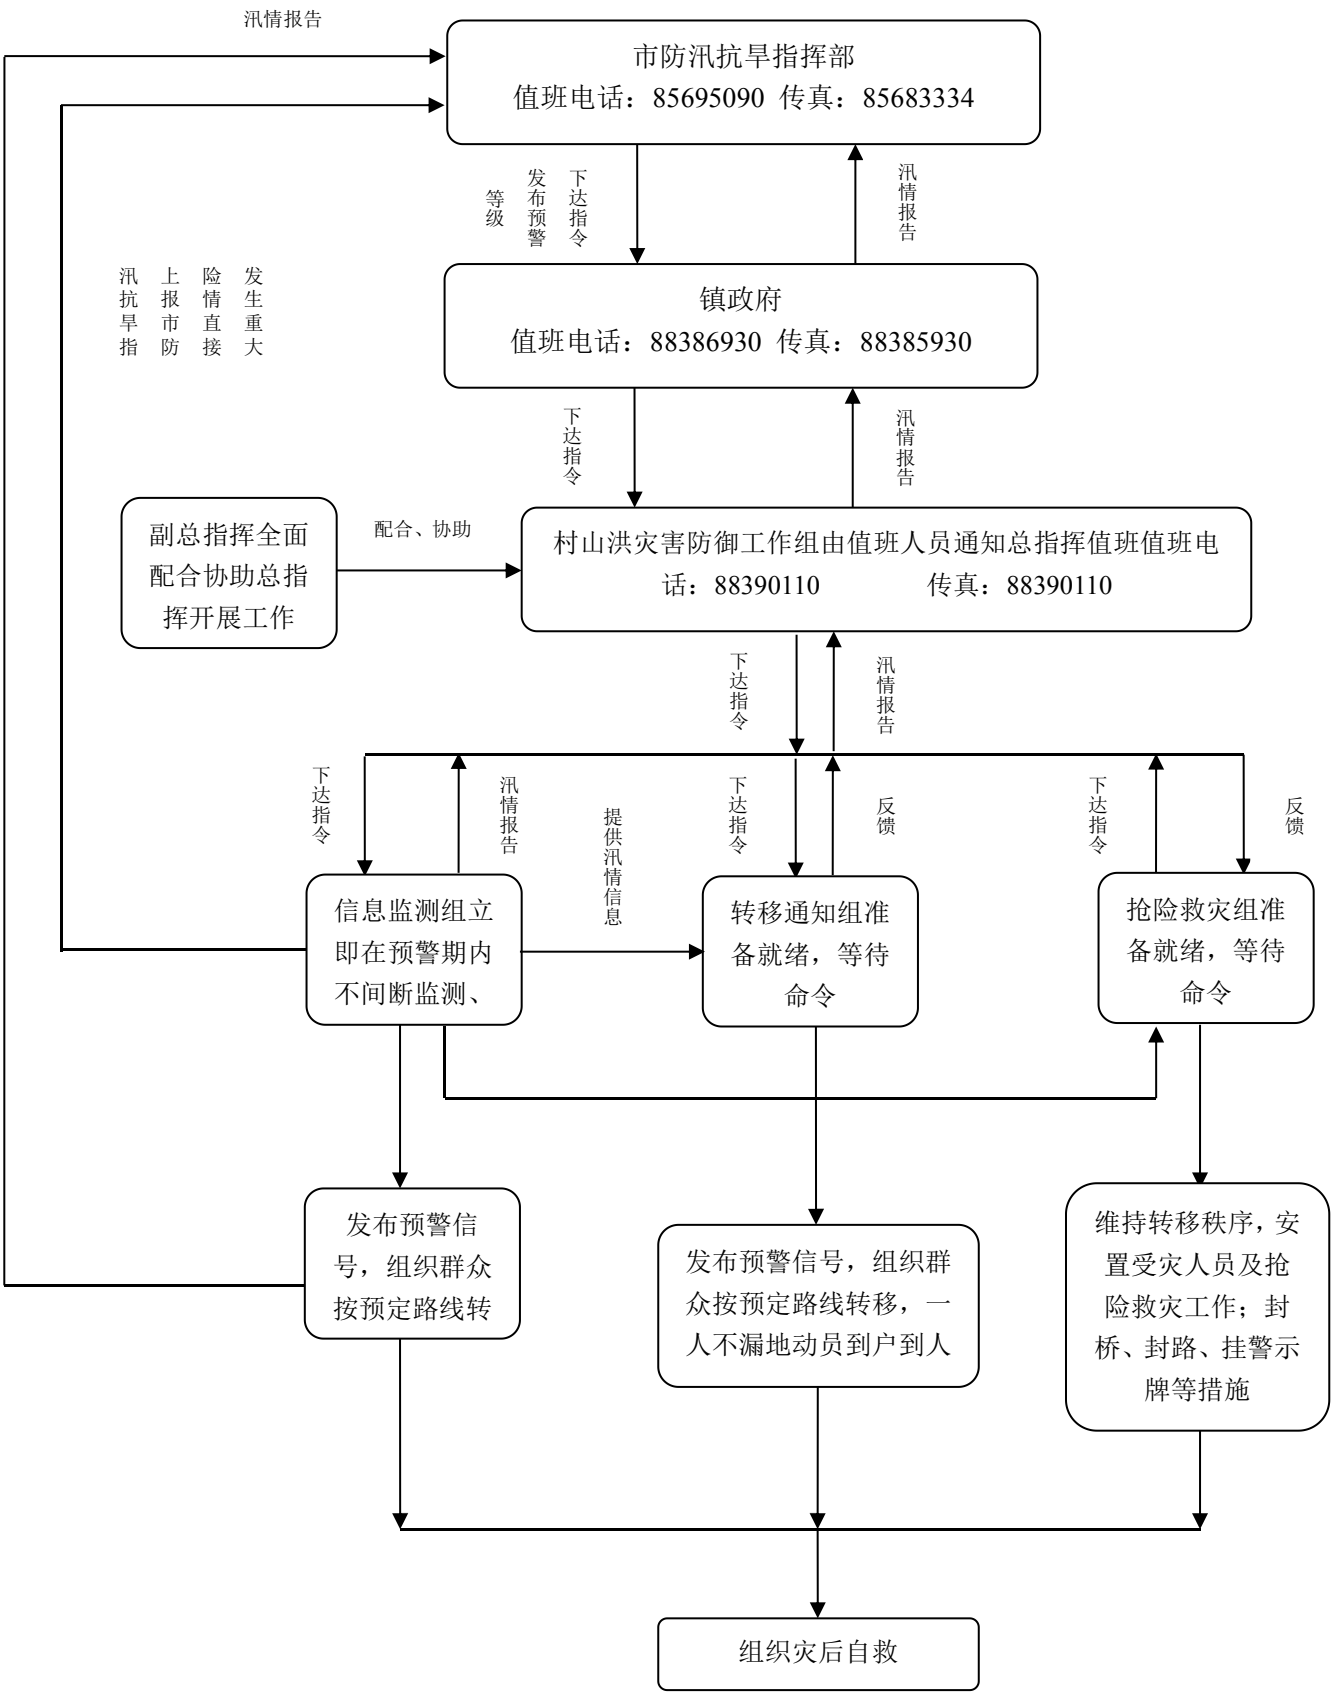 汛情报告
市防汛抗旱指挥部
值班电话：85695090 传真：85683334
下达指令
发布预警
等级
汛情报告
镇政府
值班电话：88386930 传真：88385930
发生重大
险情直接
上报市防
汛抗旱指
下达指令
汛情报告
副总指挥全面
配合协助总指
挥开展工作
配合、协助
村山洪灾害防御工作组由值班人员通知总指挥值班值班电
话：88390110 传真：88390110
下达指令
汛情报告
下达指令
汛情报告
提供汛情信息
下达指令
反馈
下达指令
反馈
信息监测组立
即在预警期内
不间断监测、
转移通知组准
备就绪，等待
命令
抢险救灾组准
备就绪，等待
命令
发布预警信
号，组织群众
按预定路线转
发布预警信号，组织群
众按预定路线转移，一
人不漏地动员到户到人
维持转移秩序，安
置受灾人员及抢
险救灾工作；封
桥、封路、挂警示
牌等措施
组织灾后自救